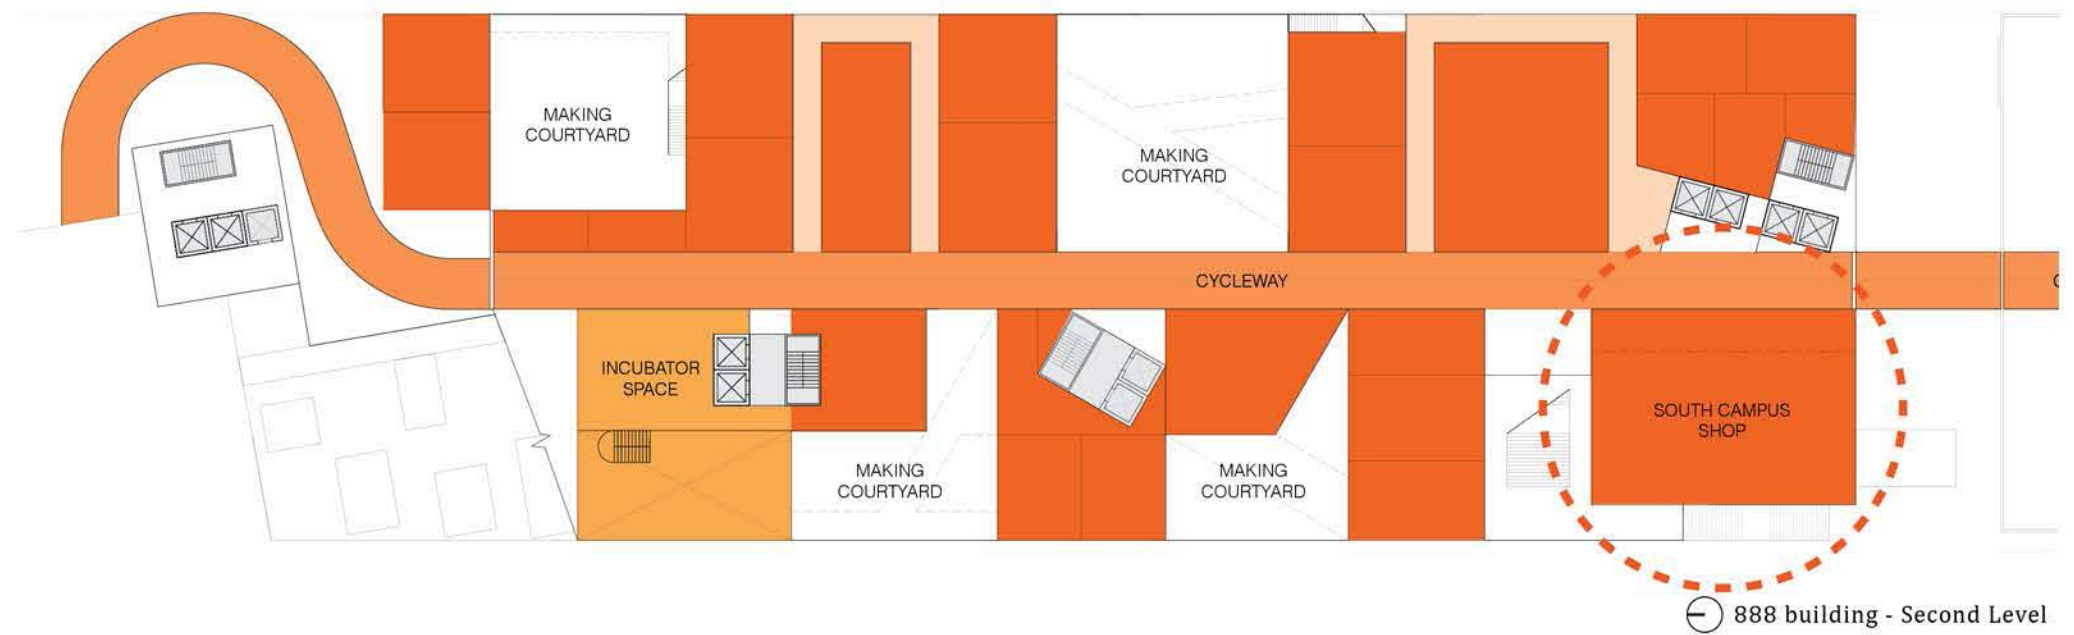 MAKING
COURTYARD
MAKING
COURTYARD
CYCLEWAY
INCUBATOR
SPACE
SOUTH CAMPUS
SHOP
MAKING
COURTYARD
MAKING
COURTYARD
888 building - Second Level